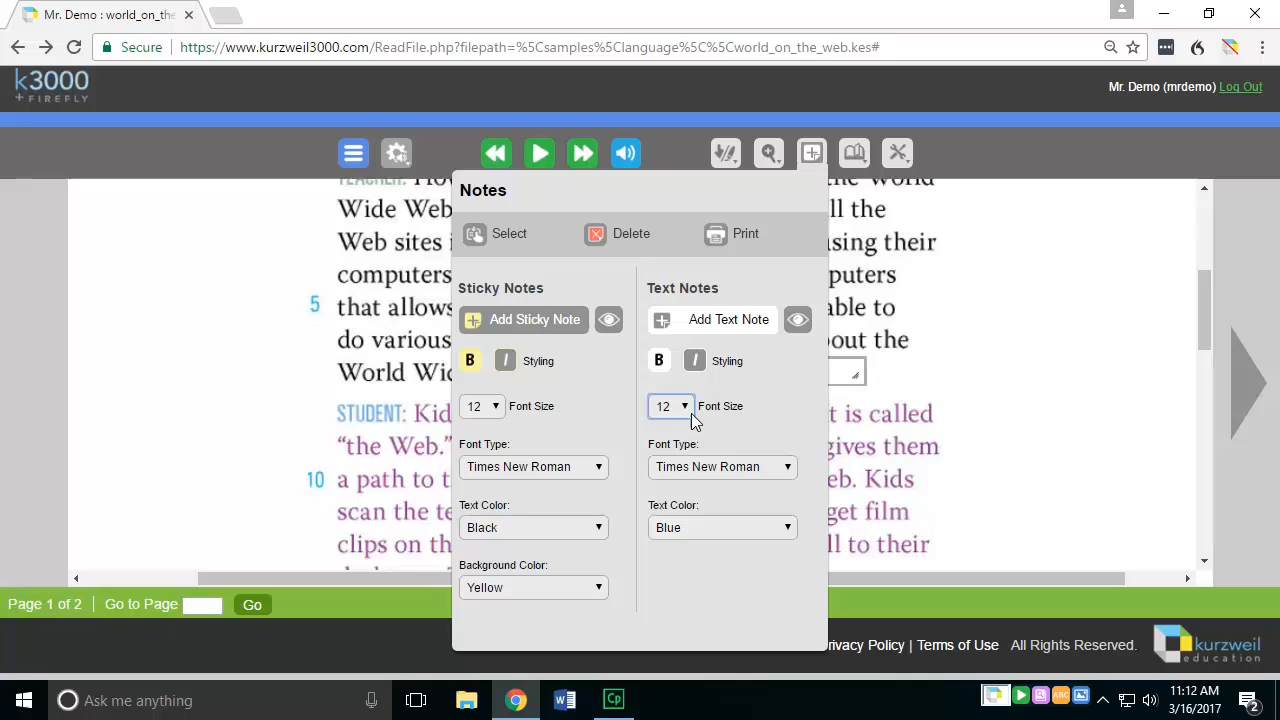 Mr. Demo : world_on_the
Secure
https://www.kurzweil3000.com/ReadFile.php?filepath=%5Csamples%5Clanguage%5C%5Cworld_on_the_web.kes#
k3000
+FIREFLY
Mr. Demo (mrdemo) Log Out
Notes
Select
Delete
Print
Sticky Notes
Text Notes
Add Sticky Note
Add Text Note
B I Styling
B I Styling
12 Font Size
12 Font Size
Font Type:
Font Type:
Times New Roman
Times New Roman
Text Color:
Text Color:
Black
Blue
Background Color:
Yellow
TEACHER: the World
Wide Web ll the
Web sites using their
computers puters
5 that allows able to
do various bout the
World Wi
STUDENT: Kid t is called
“the Web.” gives them
10 a path to t eb. Kids
scan the te get film
clips on th ll to their
Page 1 of 2 Go to Page Go
rivacy Policy | Terms of Use All Rights Reserved.
kurzweil
education
Ask me anything
W
Cp
ABC
11:12 AM
3/16/2017
2